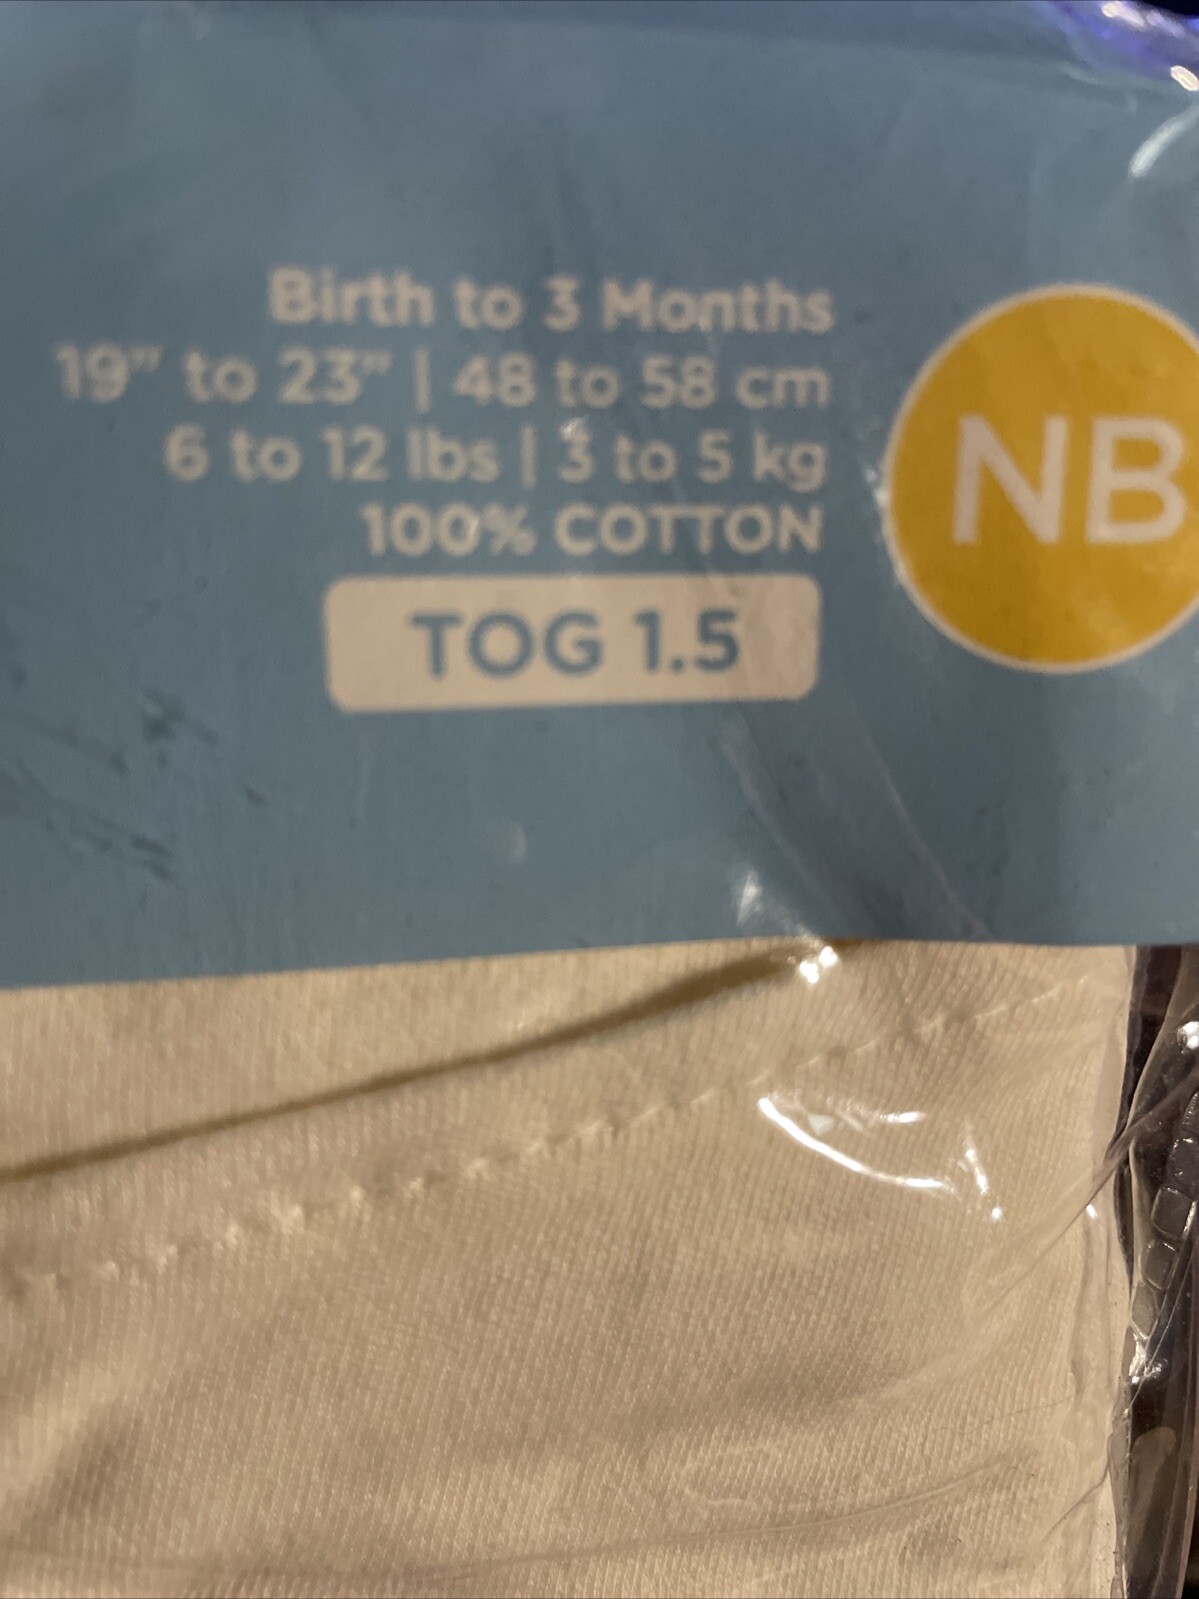 Birth to 3 Months
19" to 23" | 48 to 58 cm
6 to 12 lbs | 3 to 5 kg
100% COTTON
TOG 1.5
NB